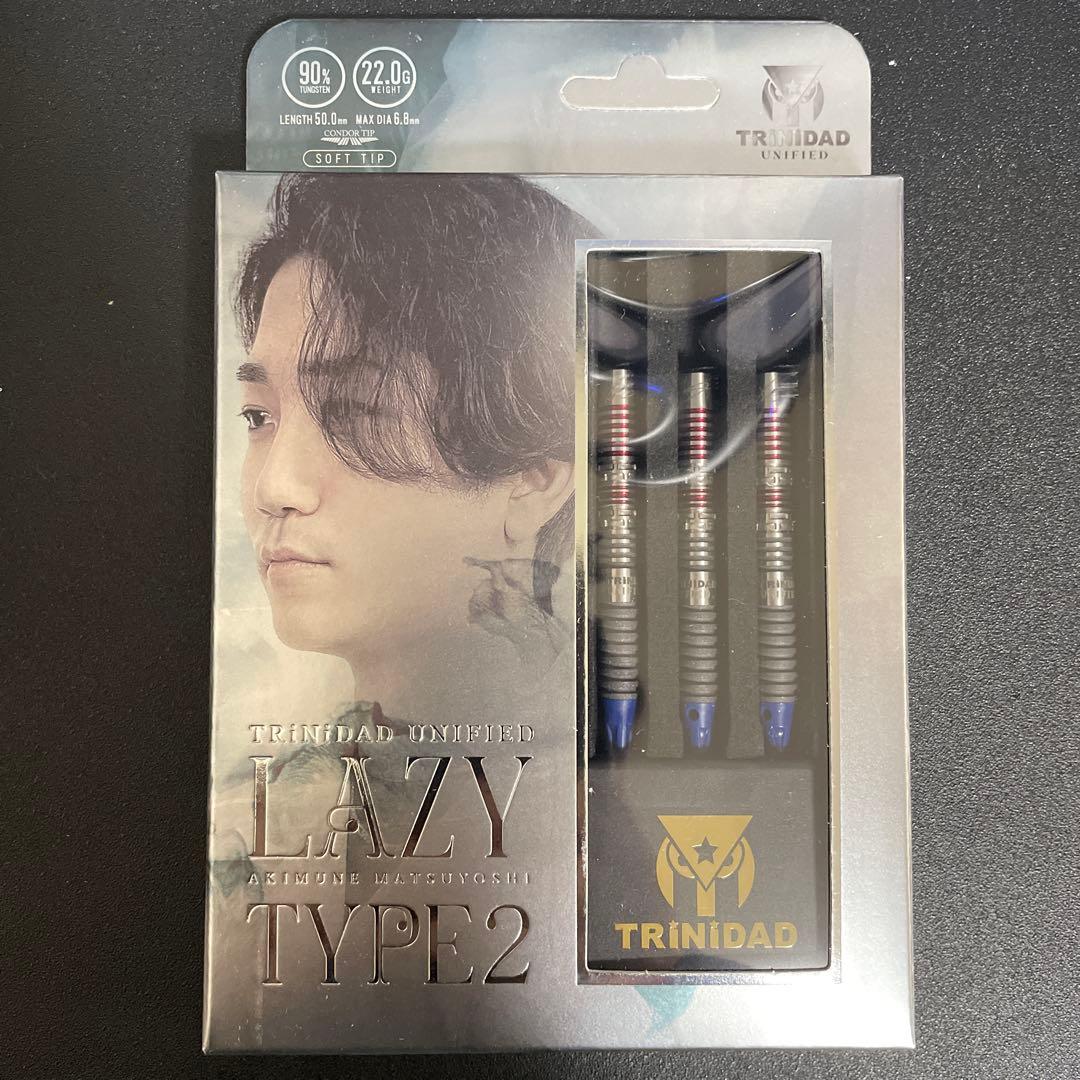 90%
TUNGSTEN
22.0G
WEIGHT
LENGTH 50.0mm MAX DIA 6.8mm
CONDOR TIP
SOFT TIP
TRiNiDAD
UNIFIED
TRiNiDAD UNIFIED
LAZY
AKIMUNE MATSUYOSHI
TYPE2
TRiNiDAD